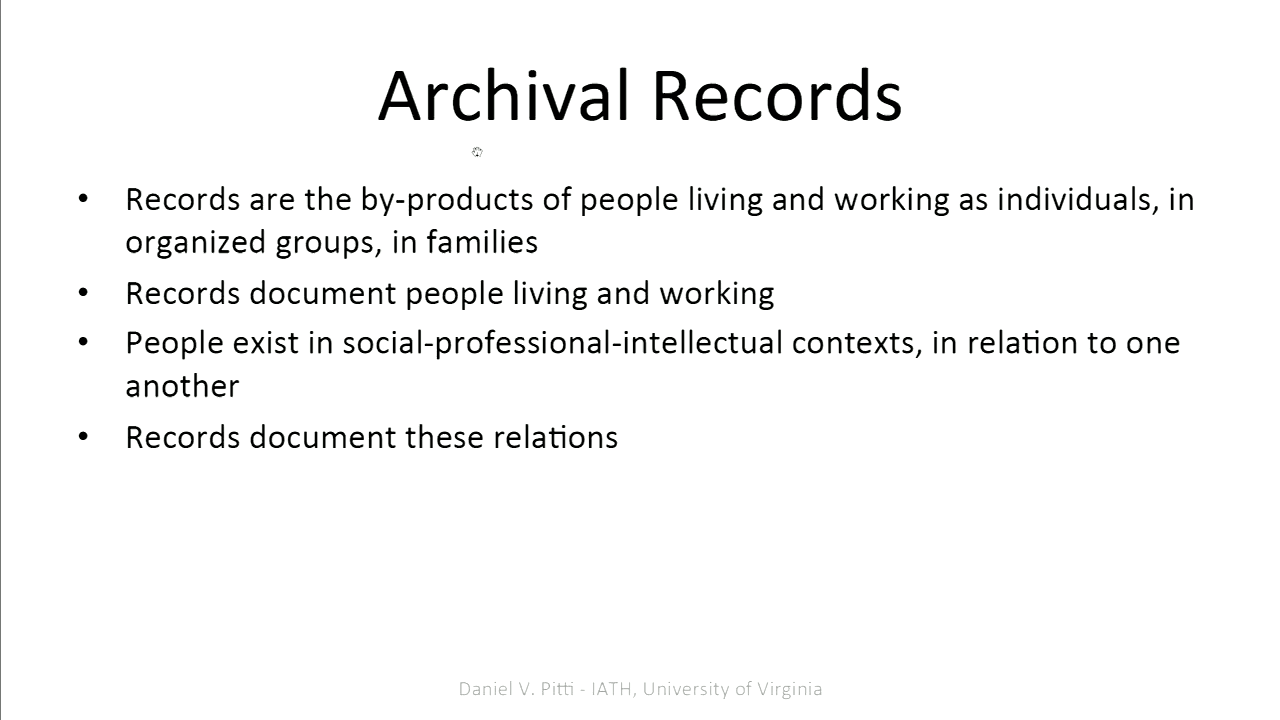 Archival Records
• Records are the by-products of people living and working as individuals, in
organized groups, in families
• Records document people living and working
• People exist in social-professional-intellectual contexts, in relation to one
another
• Records document these relations
Daniel V. Pitti - IATH, University of Virginia